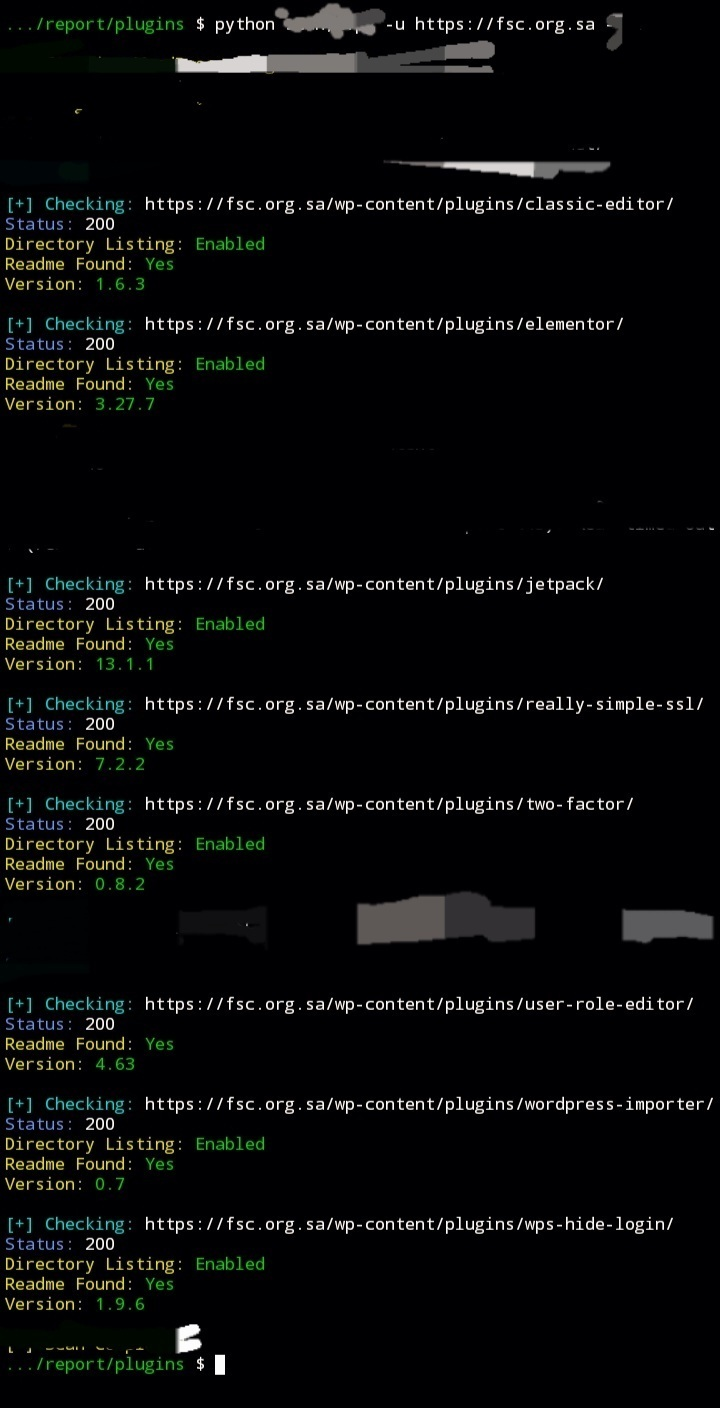 .../report/plugins $ python -u https://fsc.org.sa
[+] Checking: https://fsc.org.sa/wp-content/plugins/classic-editor/
Status: 200
Directory Listing: Enabled
Readme Found: Yes
Version: 1.6.3
[+] Checking: https://fsc.org.sa/wp-content/plugins/elementor/
Status: 200
Directory Listing: Enabled
Readme Found: Yes
Version: 3.27.7
[+] Checking: https://fsc.org.sa/wp-content/plugins/jetpack/
Status: 200
Directory Listing: Enabled
Readme Found: Yes
Version: 13.1.1
[+] Checking: https://fsc.org.sa/wp-content/plugins/really-simple-ssl/
Status: 200
Readme Found: Yes
Version: 7.2.2
[+] Checking: https://fsc.org.sa/wp-content/plugins/two-factor/
Status: 200
Directory Listing: Enabled
Readme Found: Yes
Version: 0.8.2
[+] Checking: https://fsc.org.sa/wp-content/plugins/user-role-editor/
Status: 200
Readme Found: Yes
Version: 4.63
[+] Checking: https://fsc.org.sa/wp-content/plugins/wordpress-importer/
Status: 200
Directory Listing: Enabled
Readme Found: Yes
Version: 0.7
[+] Checking: https://fsc.org.sa/wp-content/plugins/wps-hide-login/
Status: 200
Directory Listing: Enabled
Readme Found: Yes
Version: 1.9.6
.../report/plugins $